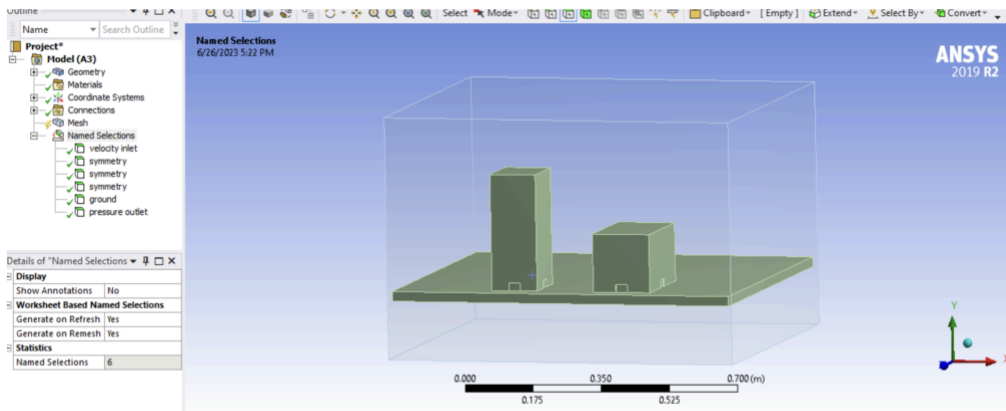 Outline
Select Mode Clipboard [ Empty ] Extend Select By Convert
Name Search Outline
Project*
Model (A3)
Geometry
Materials
Coordinate Systems
Connections
Mesh
Named Selections
velocity inlet
symmetry
symmetry
symmetry
ground
pressure outlet
Details of "Named Selections
Display
Show Annotations No
Worksheet Based Named Selections
Generate on Refresh Yes
Generate on Remesh Yes
Statistics
Named Selections 6
Named Selections
6/26/2023 5:22 PM
ANSYS
2019 R2
0.000 0.350 0.700 (m)
0.175 0.525
Y
X